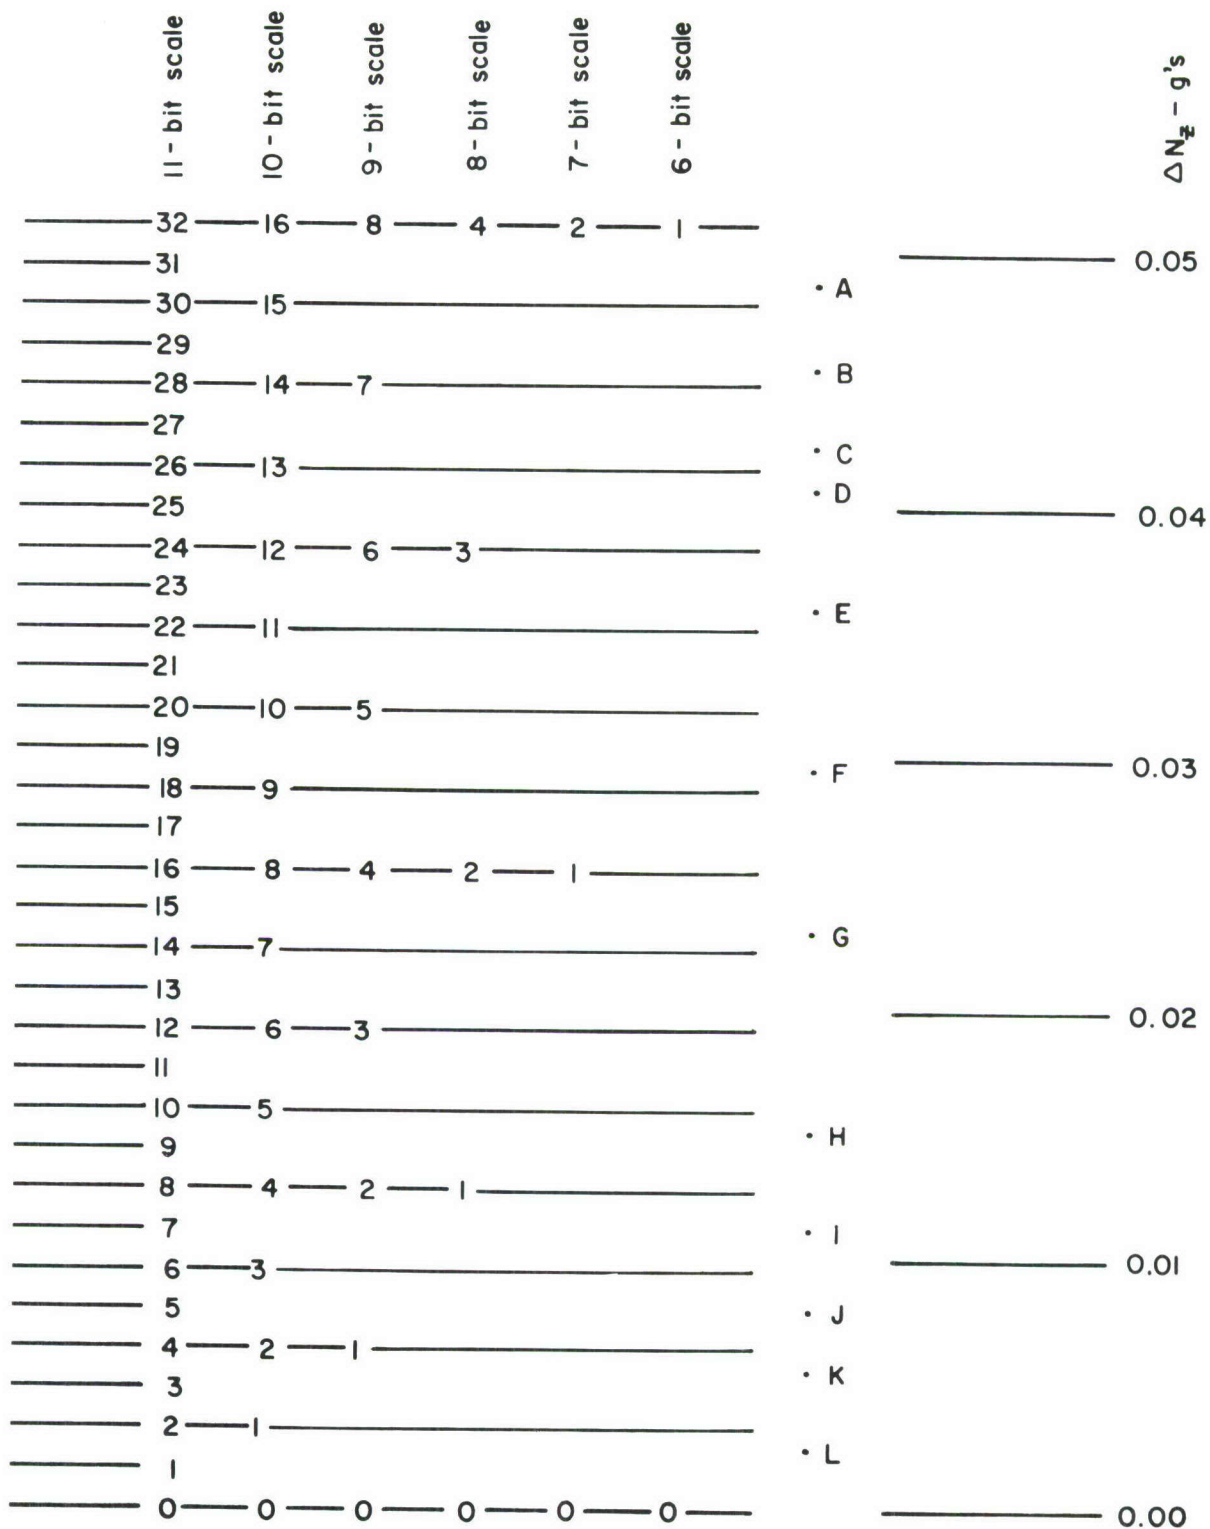 11-bit scale
10-bit scale
9-bit scale
8-bit scale
7-bit scale
6-bit scale
ΔNz - g's
32 16 8 4 2 1
31 0.05
A
30 15
29
28 14 7 B
27
26 13 C
25 D
0.04
24 12 6 3
23
22 11 E
21
20 10 5
19
0.03
F
18 9
17
16 8 4 2 1
15
14 7 G
13
12 6 3 0.02
11
10 5
9 H
8 4 2 1
7 I
6 3 0.01
5 J
4 2 1
3 K
2 1
L
1
0 0 0 0 0 0 0.00